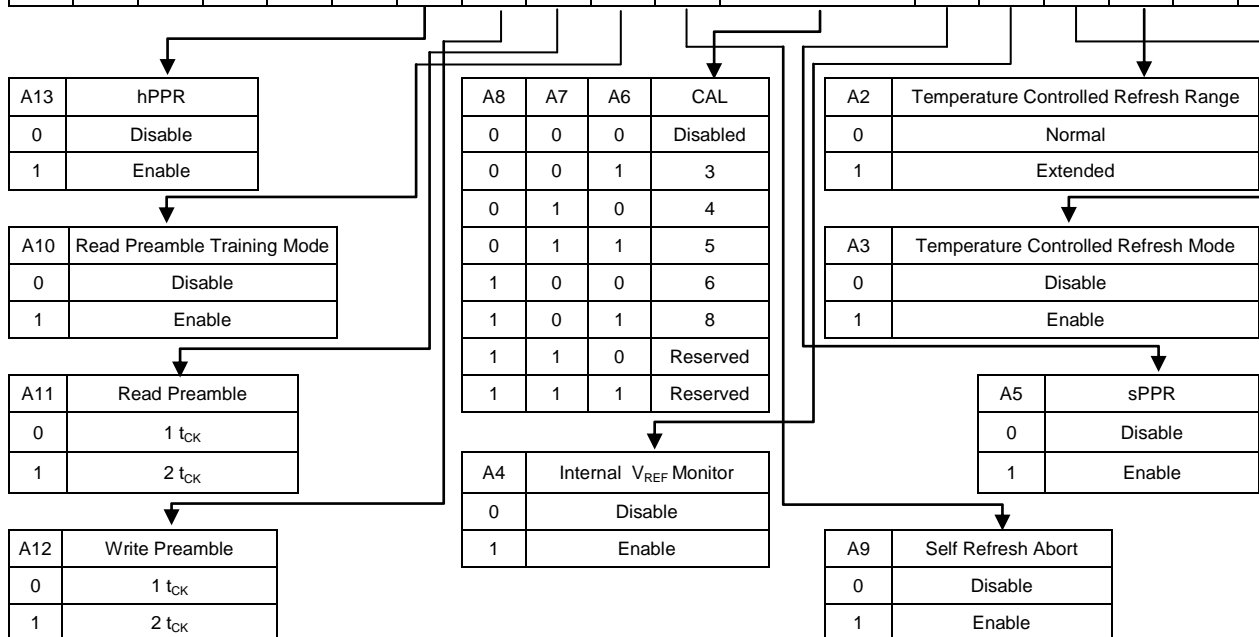 A13 hPPR
0 Disable
1 Enable
A8 A7 A6 CAL
0 0 0 Disabled
0 0 1 3
0 1 0 4
0 1 1 5
1 0 0 6
1 0 1 8
1 1 0 Reserved
1 1 1 Reserved
A2 Temperature Controlled Refresh Range
0 Normal
1 Extended
A10 Read Preamble Training Mode
0 Disable
1 Enable
A3 Temperature Controlled Refresh Mode
0 Disable
1 Enable
A11 Read Preamble
0 1 tCK
1 2 tCK
A5 sPPR
0 Disable
1 Enable
A4 Internal VREF Monitor
0 Disable
1 Enable
A12 Write Preamble
0 1 tCK
1 2 tCK
A9 Self Refresh Abort
0 Disable
1 Enable